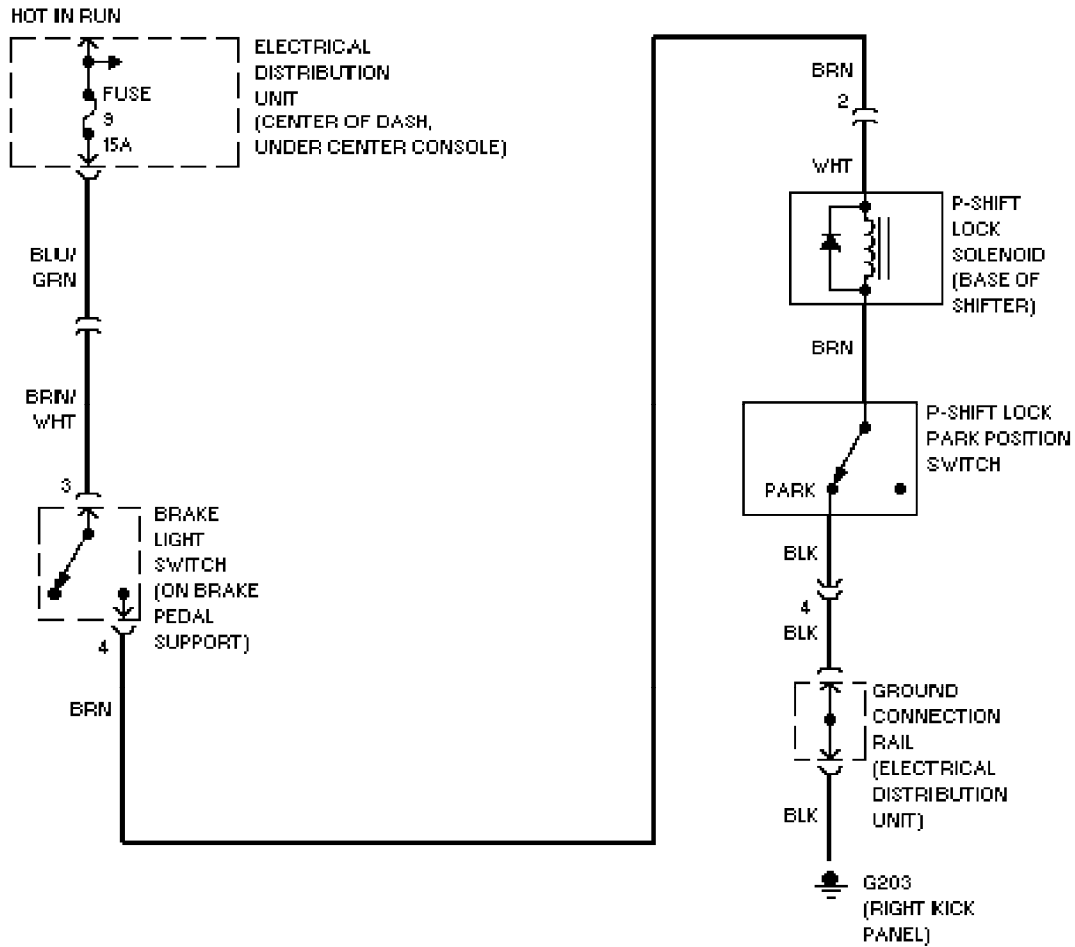 HOT IN RUN
ELECTRICAL
DISTRIBUTION
UNIT
(CENTER OF DASH,
UNDER CENTER CONSOLE)
FUSE
9
15A
BLU/
GRN
BRN/
WHT
3
BRAKE
LIGHT
SWITCH
(ON BRAKE
PEDAL
SUPPORT)
4
BRN
BRN
2
WHT
P-SHIFT
LOCK
SOLENOID
(BASE OF
SHIFTER)
BRN
P-SHIFT LOCK
PARK POSITION
SWITCH
PARK
BLK
4
BLK
GROUND
CONNECTION
RAIL
(ELECTRICAL
DISTRIBUTION
UNIT)
BLK
G203
(RIGHT KICK
PANEL)